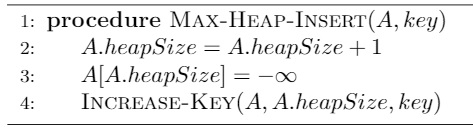 1: procedure MAX-HEAP-INSERT(A, key)
2: A.heapSize = A.heapSize + 1
3: A[A.heapSize] = −∞
4: INCREASE-KEY(A, A.heapSize, key)